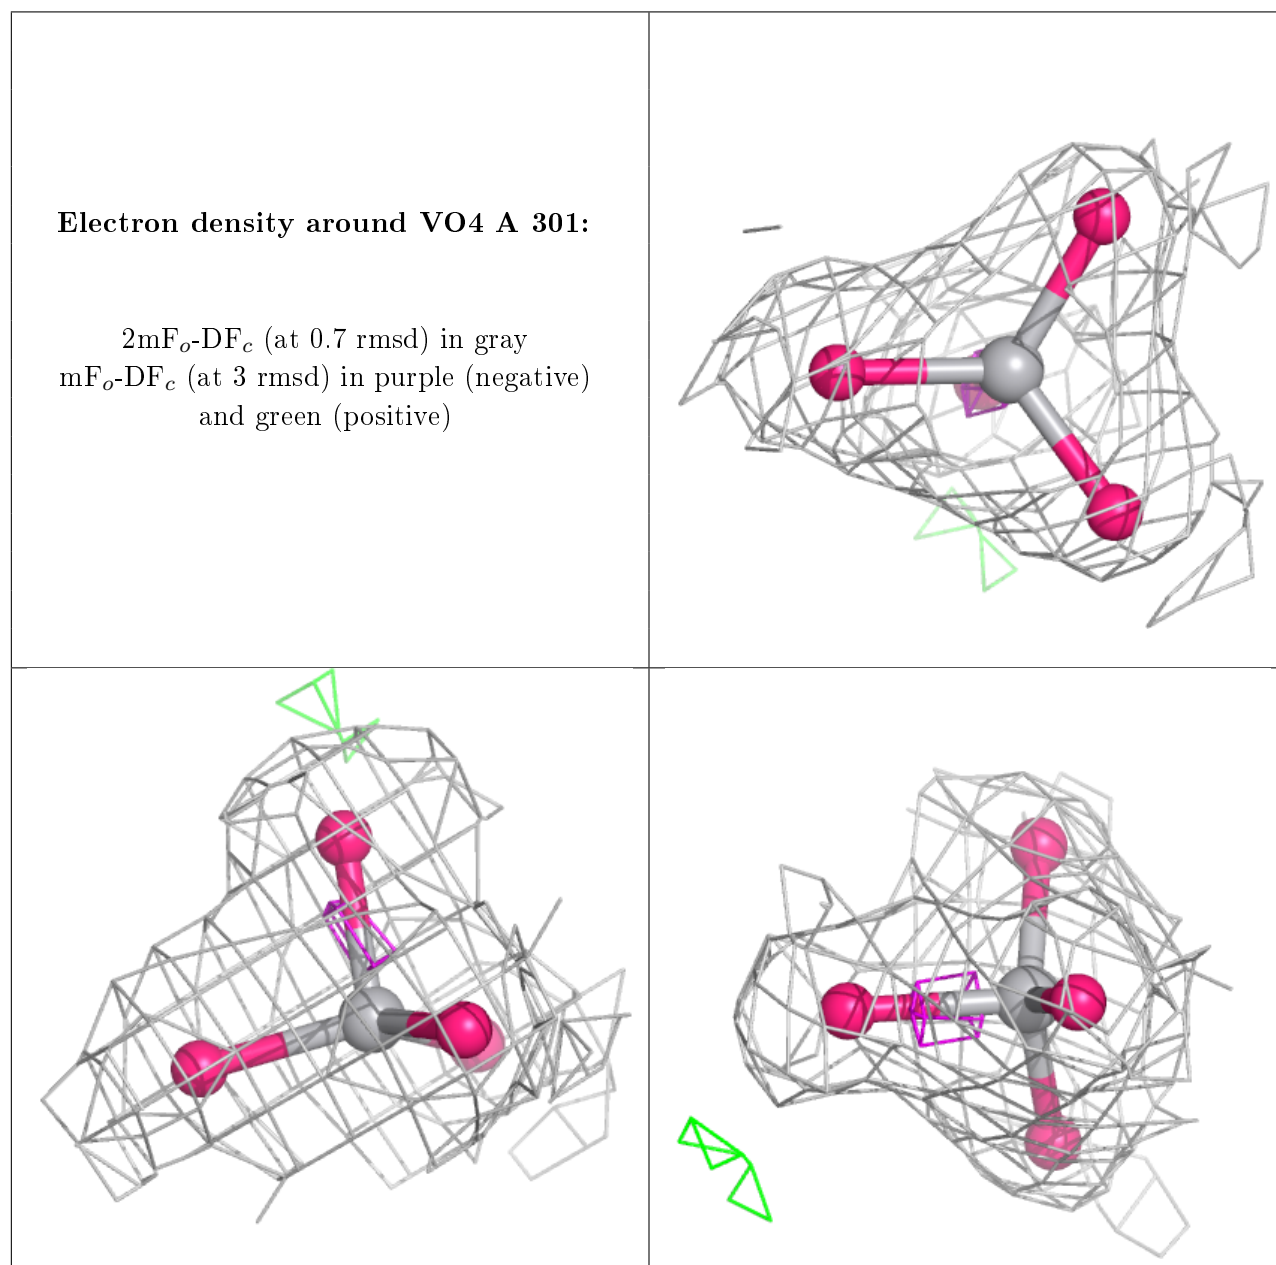 Electron density around VO4 A 301:
2mFo-DFc (at 0.7 rmsd) in gray
mFo-DFc (at 3 rmsd) in purple (negative)
and green (positive)